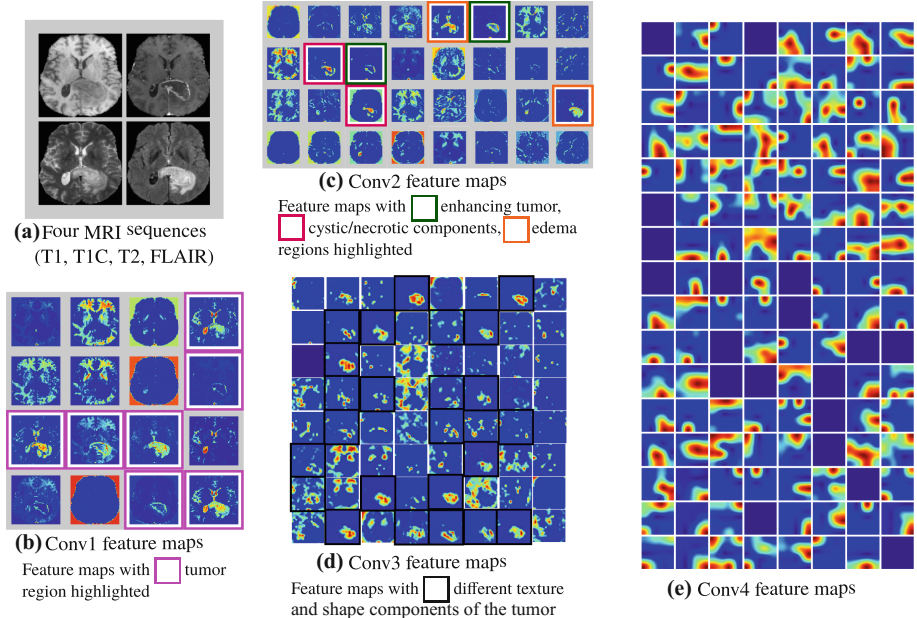 (a) Four MRI sequences
(T1, T1C, T2, FLAIR)
(b) Conv1 feature maps
Feature maps with tumor
region highlighted
(c) Conv2 feature maps
Feature maps with enhancing tumor,
cystic/necrotic components, edema
regions highlighted
(d) Conv3 feature maps
Feature maps with different texture
and shape components of the tumor
(e) Conv4 feature maps